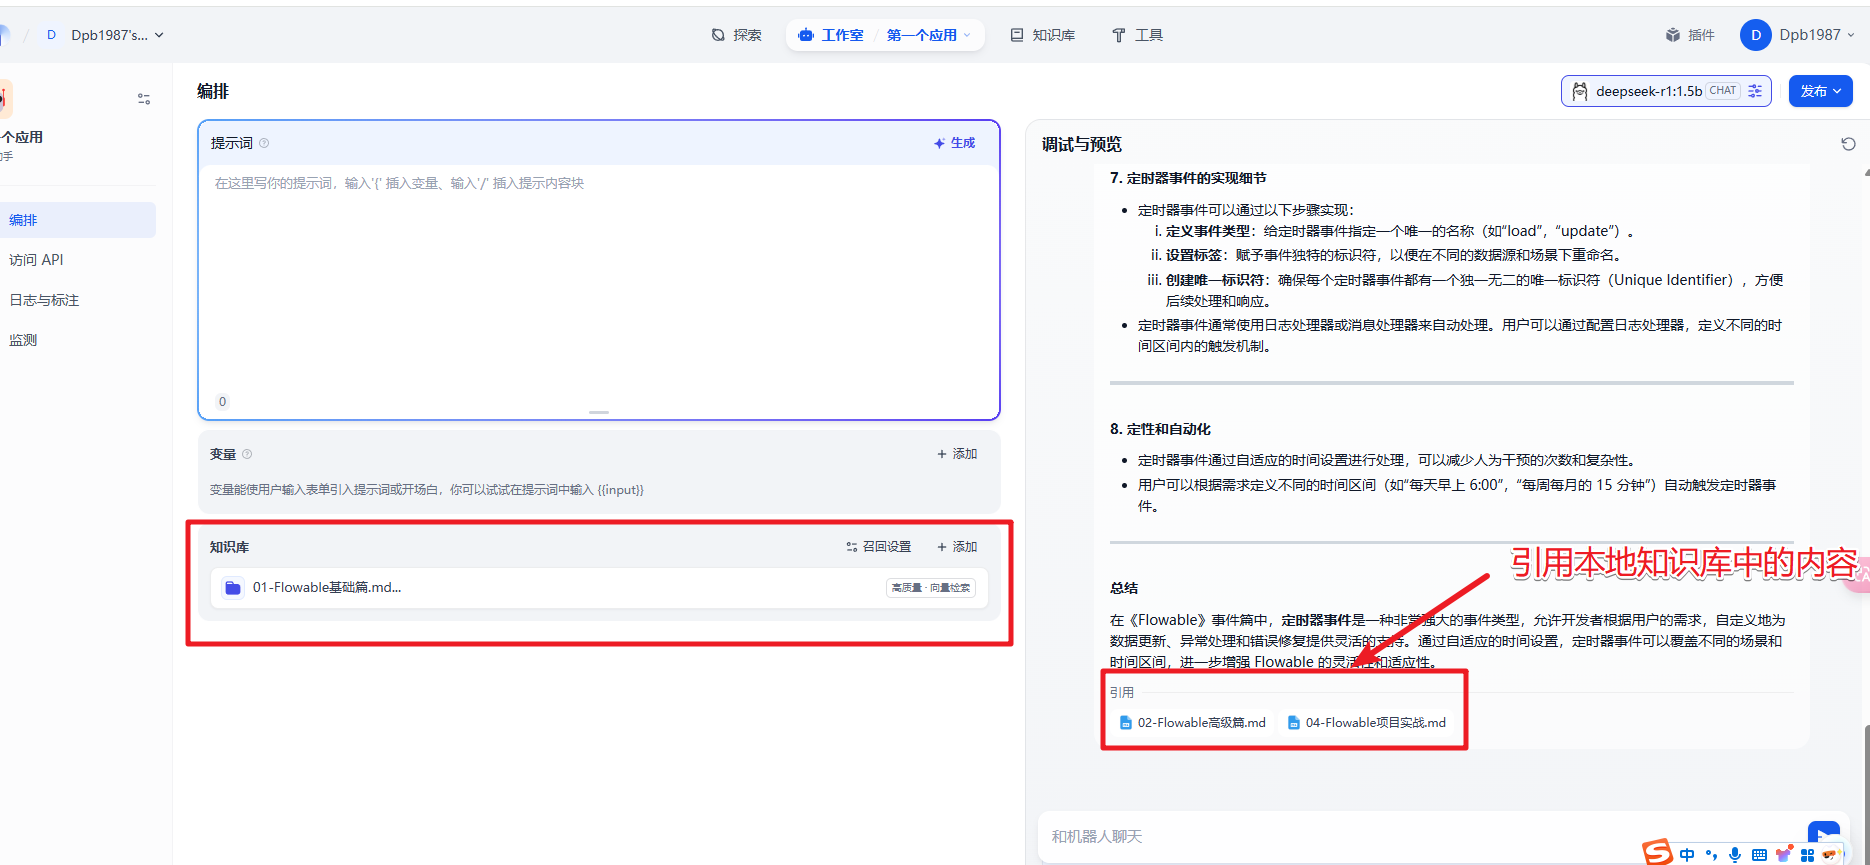 D Dpb1987's...
探索
工作室 / 第一个应用
知识库
工具
插件
D Dpb1987
个应用
编排
访问 API
日志与标注
监测
编排
deepseek-r1:1.5b CHAT
发布
提示词
生成
在这里写你的提示词，输入'{' 插入变量、输入'/' 插入提示内容块
0
变量
+ 添加
变量能使用户输入表单引入提示词或开场白，你可以试试在提示词中输入 {{input}}
知识库
召回设置
+ 添加
01-Flowable基础篇.md...
高质量 · 向量检索
调试与预览
7. 定时器事件的实现细节
• 定时器事件可以通过以下步骤实现：
i. 定义事件类型：给定时器事件指定一个唯一的名称（如“load”，“update”）。
ii. 设置标签：赋予事件独特的标识符，以便在不同的数据源和场景下重命名。
iii. 创建唯一标识符：确保每个定时器事件都有一个独一无二的唯一标识符（Unique Identifier），方便
后续处理和响应。
• 定时器事件通常使用日志处理器或消息处理器来自动处理。用户可以通过配置日志处理器，定义不同的时
间区间内的触发机制。
8. 定性和自动化
• 定时器事件通过自适应的时间设置进行处理，可以减少人为干预的次数和复杂性。
• 用户可以根据需求定义不同的时间区间（如“每天早上 6:00”，“每周每月的 15 分钟”）自动触发定时器事
件。
引用本地知识库中的内容
总结
在《Flowable》事件篇中，定时器事件是一种非常强大的事件类型，允许开发者根据用户的需求，自定义地为
数据更新、异常处理和错误修复提供灵活的支持。通过自适应的时间设置，定时器事件可以覆盖不同的场景和
时间区间，进一步增强 Flowable 的灵活性和适应性。
引用
02-Flowable高级篇.md
04-Flowable项目实战.md
和机器人聊天
中